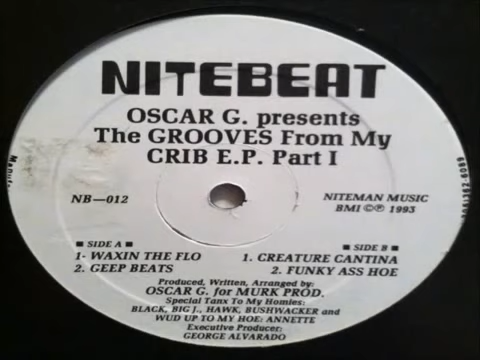 NITEBEAT
OSCAR G. presents
The GROOVES From My
CRIB E.P. Part I
NB—012
NITEMAN MUSIC
BMI ©℗ 1993
■ SIDE A ■
1- WAXIN THE FLO
2. GEEP BEATS
■ SIDE B ■
1. CREATURE CANTINA
2. FUNKY ASS HOE
Produced, Written, Arranged by:
OSCAR G. for MURK PROD.
Special Tanx To My Homies:
BLACK, BIG J., HAWK, BUSHWACKER and
WUD UP TO MY HOE: ANNETTE
Executive Producer:
GEORGE ALVARADO